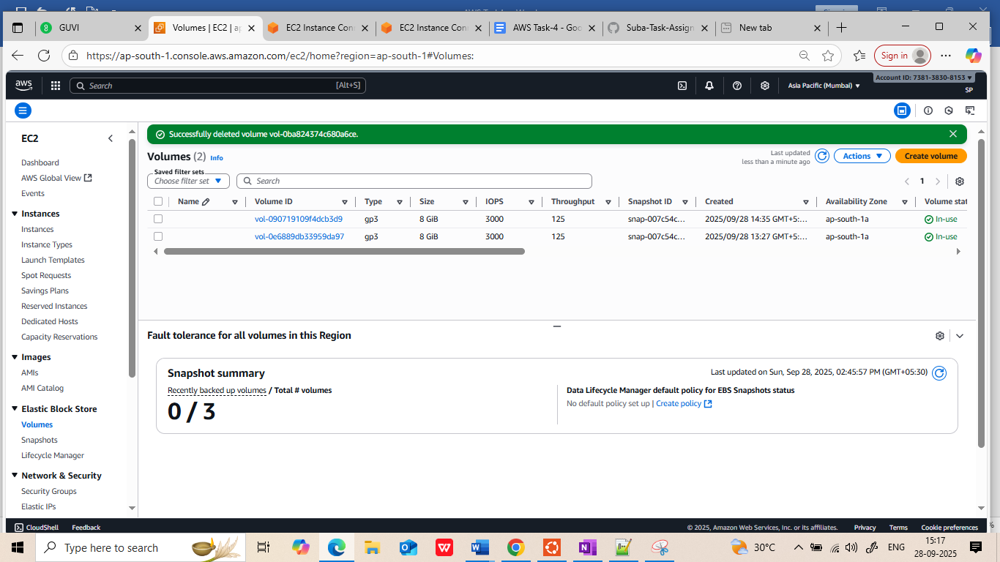 GUVI
Volumes | EC2 | ap
EC2 Instance Con
EC2 Instance Con
AWS Task-4 - Goo
Suba-Task-Assign
New tab
https://ap-south-1.console.aws.amazon.com/ec2/home?region=ap-south-1#Volumes:
Sign in
aws
Search
[Alt+S]
Asia Pacific (Mumbai)
Account ID: 7381-3830-8153
SP
EC2
Dashboard
AWS Global View
Events
Instances
Instances
Instance Types
Launch Templates
Spot Requests
Savings Plans
Reserved Instances
Dedicated Hosts
Capacity Reservations
Images
AMIs
AMI Catalog
Elastic Block Store
Volumes
Snapshots
Lifecycle Manager
Network & Security
Security Groups
Elastic IPs
Successfully deleted volume vol-0ba824374c680a6ce.
Volumes (2) Info
Last updated
less than a minute ago
Actions
Create volume
Saved filter sets
Choose filter set
Search
1
Name Volume ID Type Size IOPS Throughput Snapshot ID Created Availability Zone Volume stat
vol-090719109f4dcb3d9 gp3 8 GiB 3000 125 snap-007c54c... 2025/09/28 14:35 GMT+5:... ap-south-1a In-use
vol-0e6889db33959da97 gp3 8 GiB 3000 125 snap-007c54c... 2025/09/28 13:27 GMT+5:... ap-south-1a In-use
Fault tolerance for all volumes in this Region
Snapshot summary
Last updated on Sun, Sep 28, 2025, 02:45:57 PM (GMT+05:30)
Recently backed up volumes / Total # volumes
0 / 3
Data Lifecycle Manager default policy for EBS Snapshots status
No default policy set up | Create policy
CloudShell Feedback
© 2025, Amazon Web Services, Inc. or its affiliates. Privacy Terms Cookie preferences
Type here to search
30°C
ENG
15:17
28-09-2025